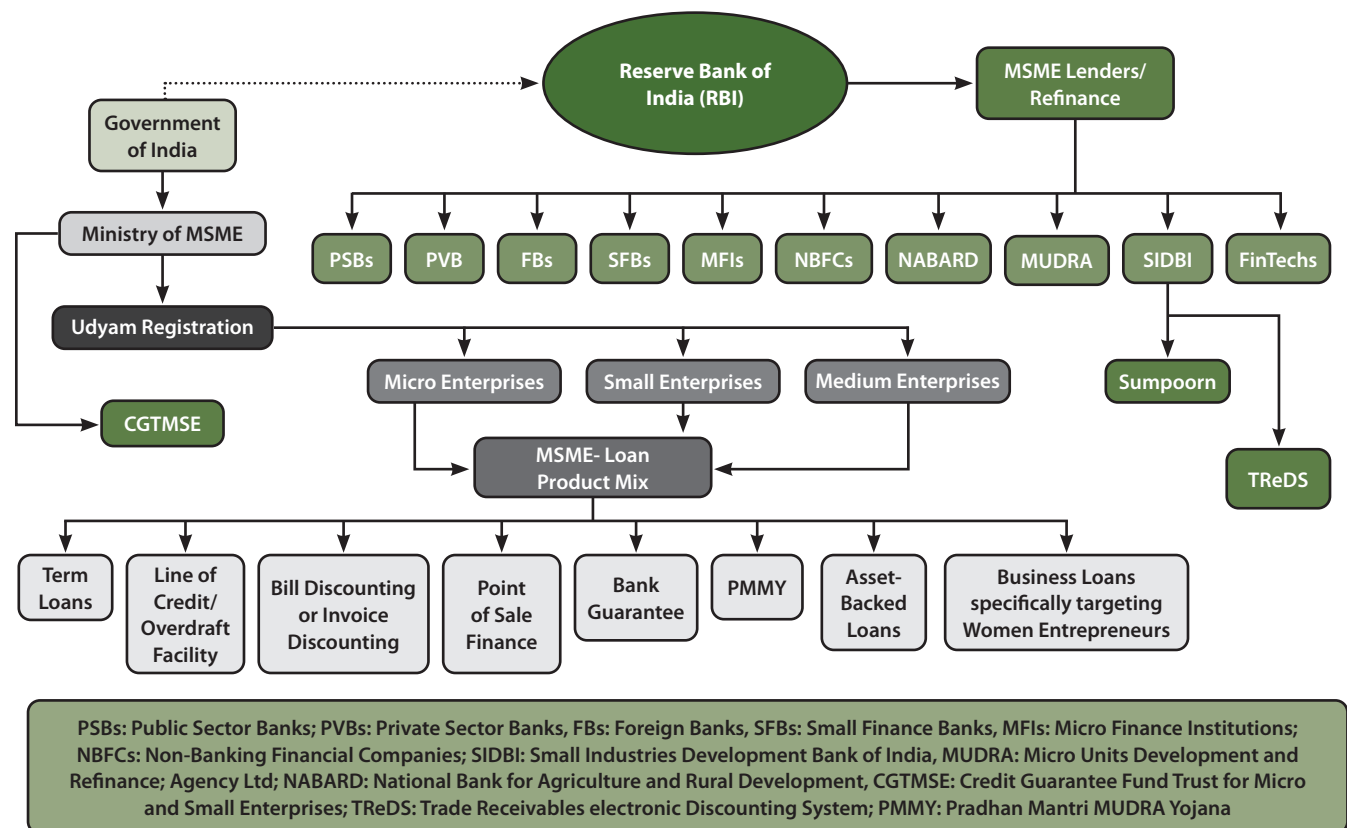 Reserve Bank of
India (RBI)
MSME Lenders/
Refinance
Government
of India
Ministry of MSME
PSBs
PVB
FBs
SFBs
MFIs
NBFCs
NABARD
MUDRA
SIDBI
FinTechs
Udyam Registration
Micro Enterprises
Small Enterprises
Medium Enterprises
Sumpoorn
CGTMSE
MSME- Loan
Product Mix
TReDS
Term
Loans
Line of
Credit/
Overdraft
Facility
Bill Discounting
or Invoice
Discounting
Point
of Sale
Finance
Bank
Guarantee
PMMY
Asset-
Backed
Loans
Business Loans
specifically targeting
Women Entrepreneurs
PSBs: Public Sector Banks; PVBs: Private Sector Banks, FBs: Foreign Banks, SFBs: Small Finance Banks, MFIs: Micro Finance Institutions;
NBFCs: Non-Banking Financial Companies; SIDBI: Small Industries Development Bank of India, MUDRA: Micro Units Development and
Refinance; Agency Ltd; NABARD: National Bank for Agriculture and Rural Development, CGTMSE: Credit Guarantee Fund Trust for Micro
and Small Enterprises; TReDS: Trade Receivables electronic Discounting System; PMMY: Pradhan Mantri MUDRA Yojana